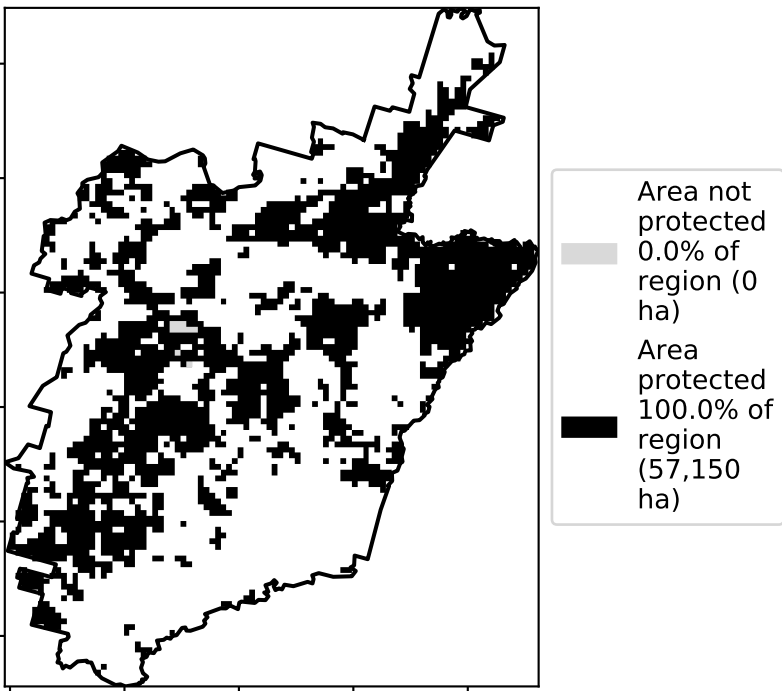 Area not
protected
0.0% of
region (0
ha)
Area
protected
100.0% of
region
(57,150
ha)